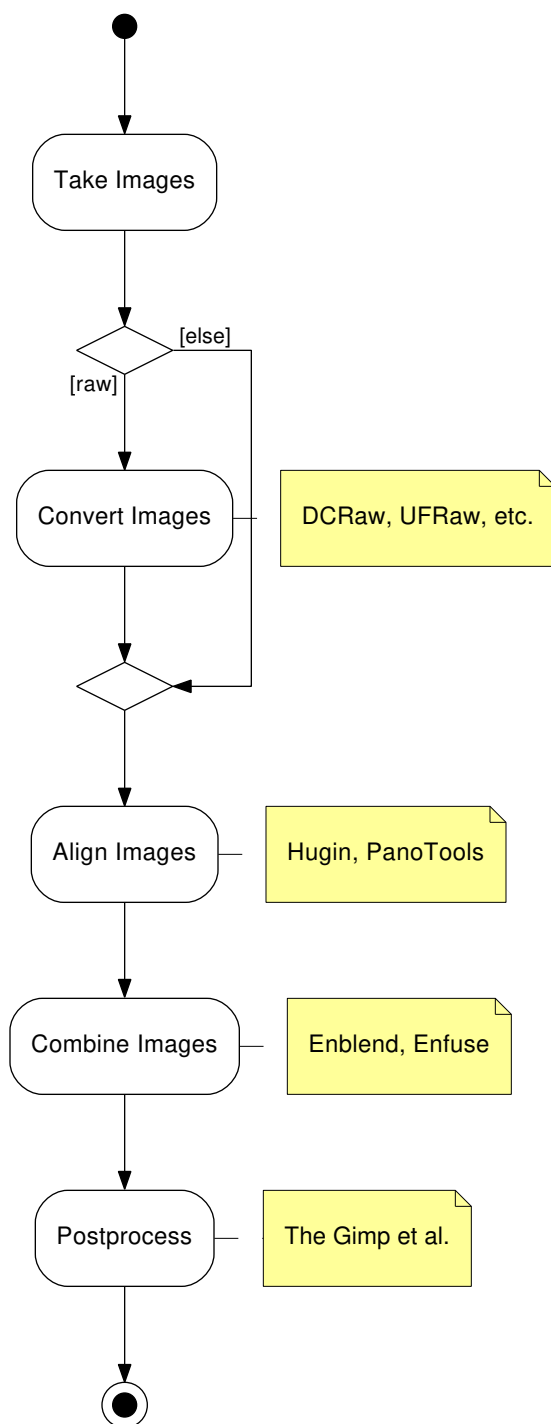 Take Images
[else]
[raw]
Convert Images
DCRaw, UFRaw, etc.
Align Images
Hugin, PanoTools
Combine Images
Enblend, Enfuse
Postprocess
The Gimp et al.